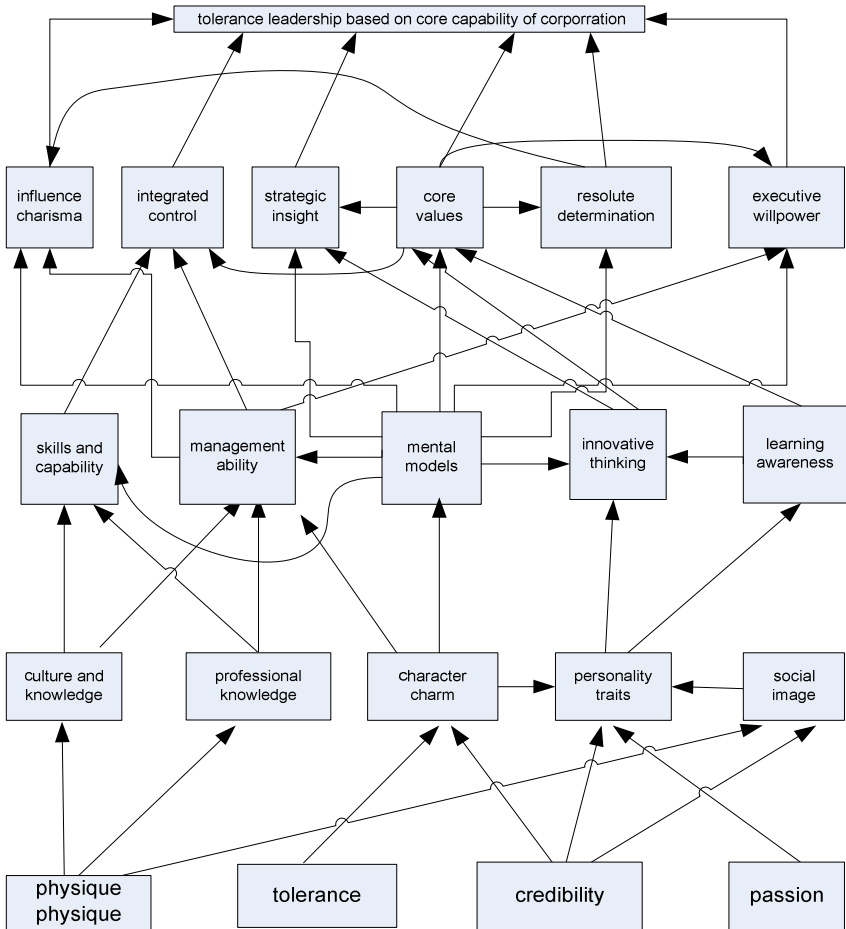 tolerance leadership based on core capability of corporration
influence
charisma
integrated
control
strategic
insight
core
values
resolute
determination
executive
willpower
skills and
capability
management
ability
mental
models
innovative
thinking
learning
awareness
culture and
knowledge
professional
knowledge
character
charm
personality
traits
social
image
physique
physique
tolerance
credibility
passion